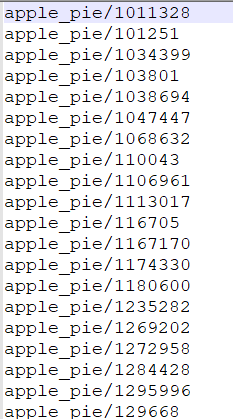 apple_pie/1011328
apple_pie/101251
apple_pie/1034399
apple_pie/103801
apple_pie/1038694
apple_pie/1047447
apple_pie/1068632
apple_pie/110043
apple_pie/1106961
apple_pie/1113017
apple_pie/116705
apple_pie/1167170
apple_pie/1174330
apple_pie/1180600
apple_pie/1235282
apple_pie/1269202
apple_pie/1272958
apple_pie/1284428
apple_pie/1295996
apple_pie/129668